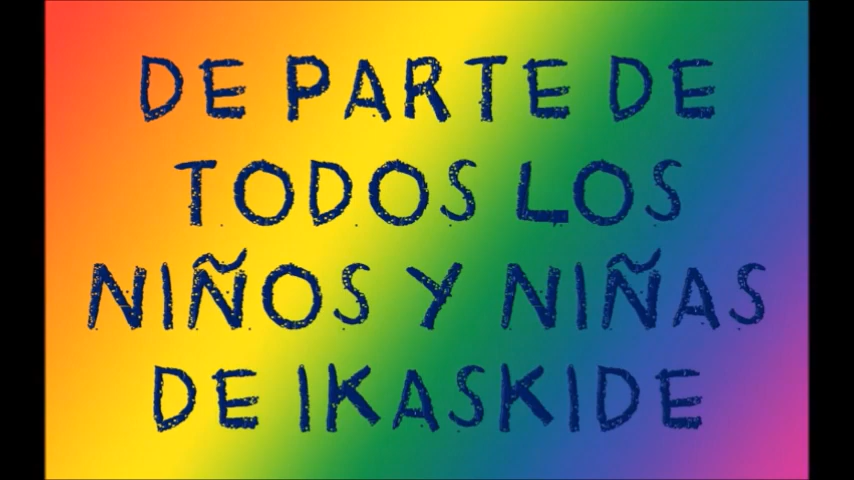 DE PARTE DE
TODOS LOS
NIÑOS Y NIÑAS
DE IKASKIDE